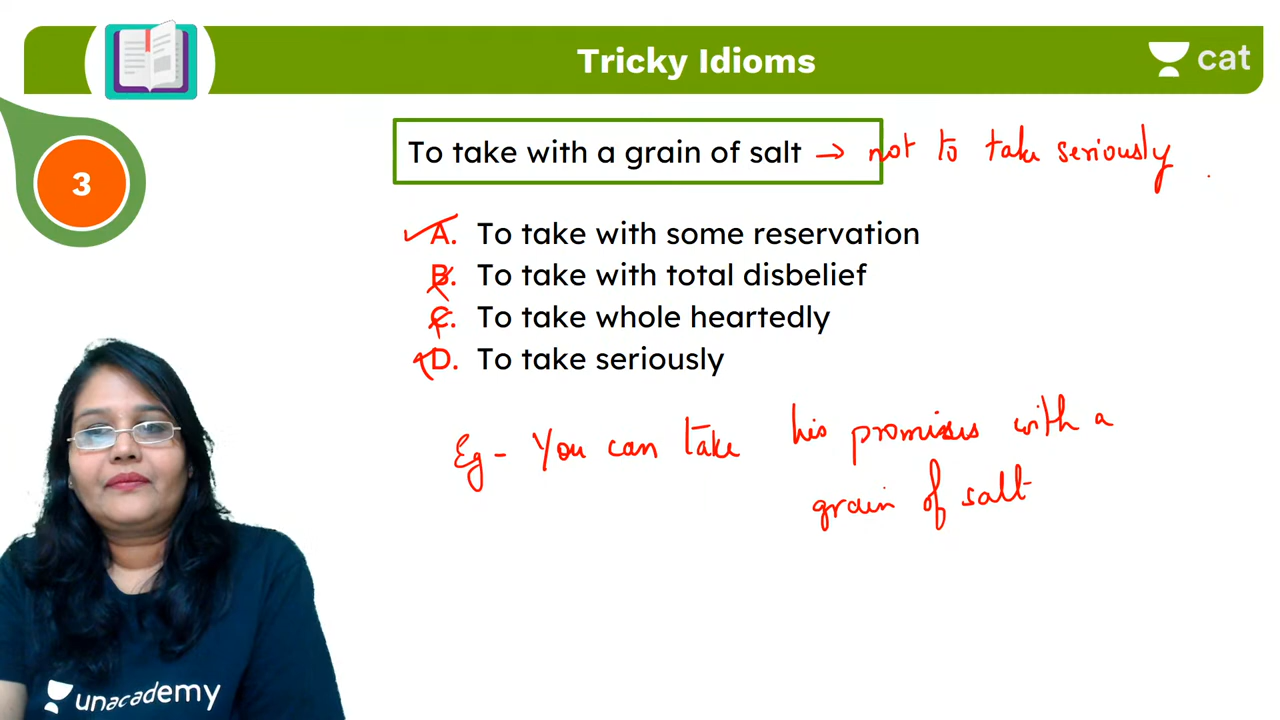 Tricky Idioms
cat
3
To take with a grain of salt → not to take seriously
A. To take with some reservation
B. To take with total disbelief
C. To take whole heartedly
D. To take seriously
Eg - You can take his promises with a
grain of salt
unacademy